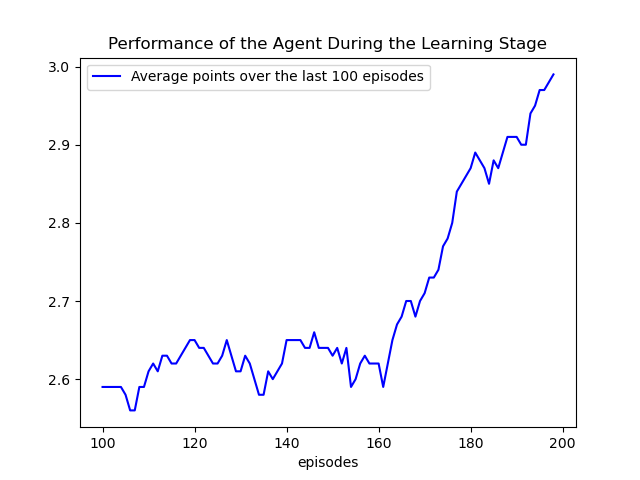 Performance of the Agent During the Learning Stage
Average points over the last 100 episodes
3.0
2.9
2.8
2.7
2.6
100 120 140 160 180 200
episodes